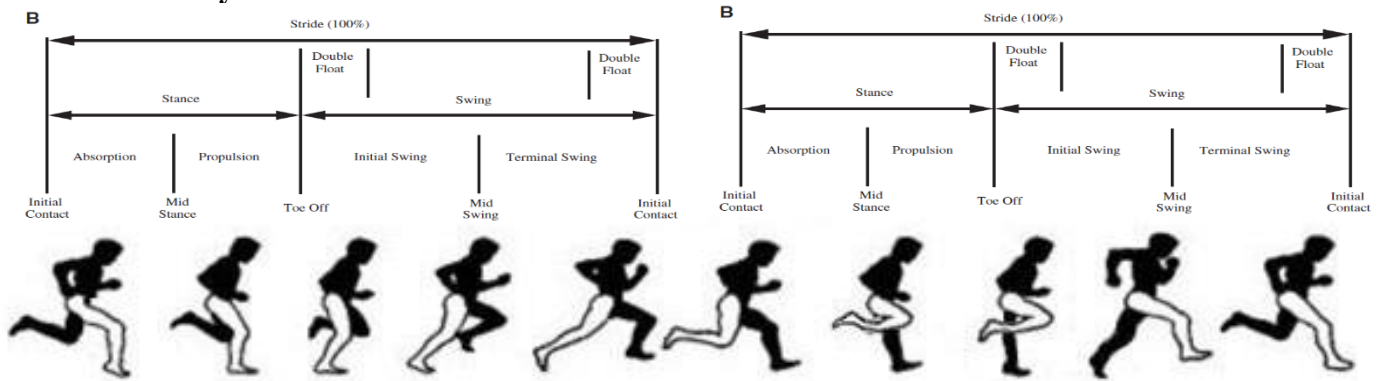 B
Stride (100%)
Double
Float
Double
Float
Stance
Swing
Absorption
Propulsion
Initial Swing
Terminal Swing
Initial
Contact
Mid
Stance
Toe Off
Mid
Swing
Initial
Contact
B
Stride (100%)
Double
Float
Double
Float
Stance
Swing
Absorption
Propulsion
Initial Swing
Terminal Swing
Initial
Contact
Mid
Stance
Toe Off
Mid
Swing
Initial
Contact